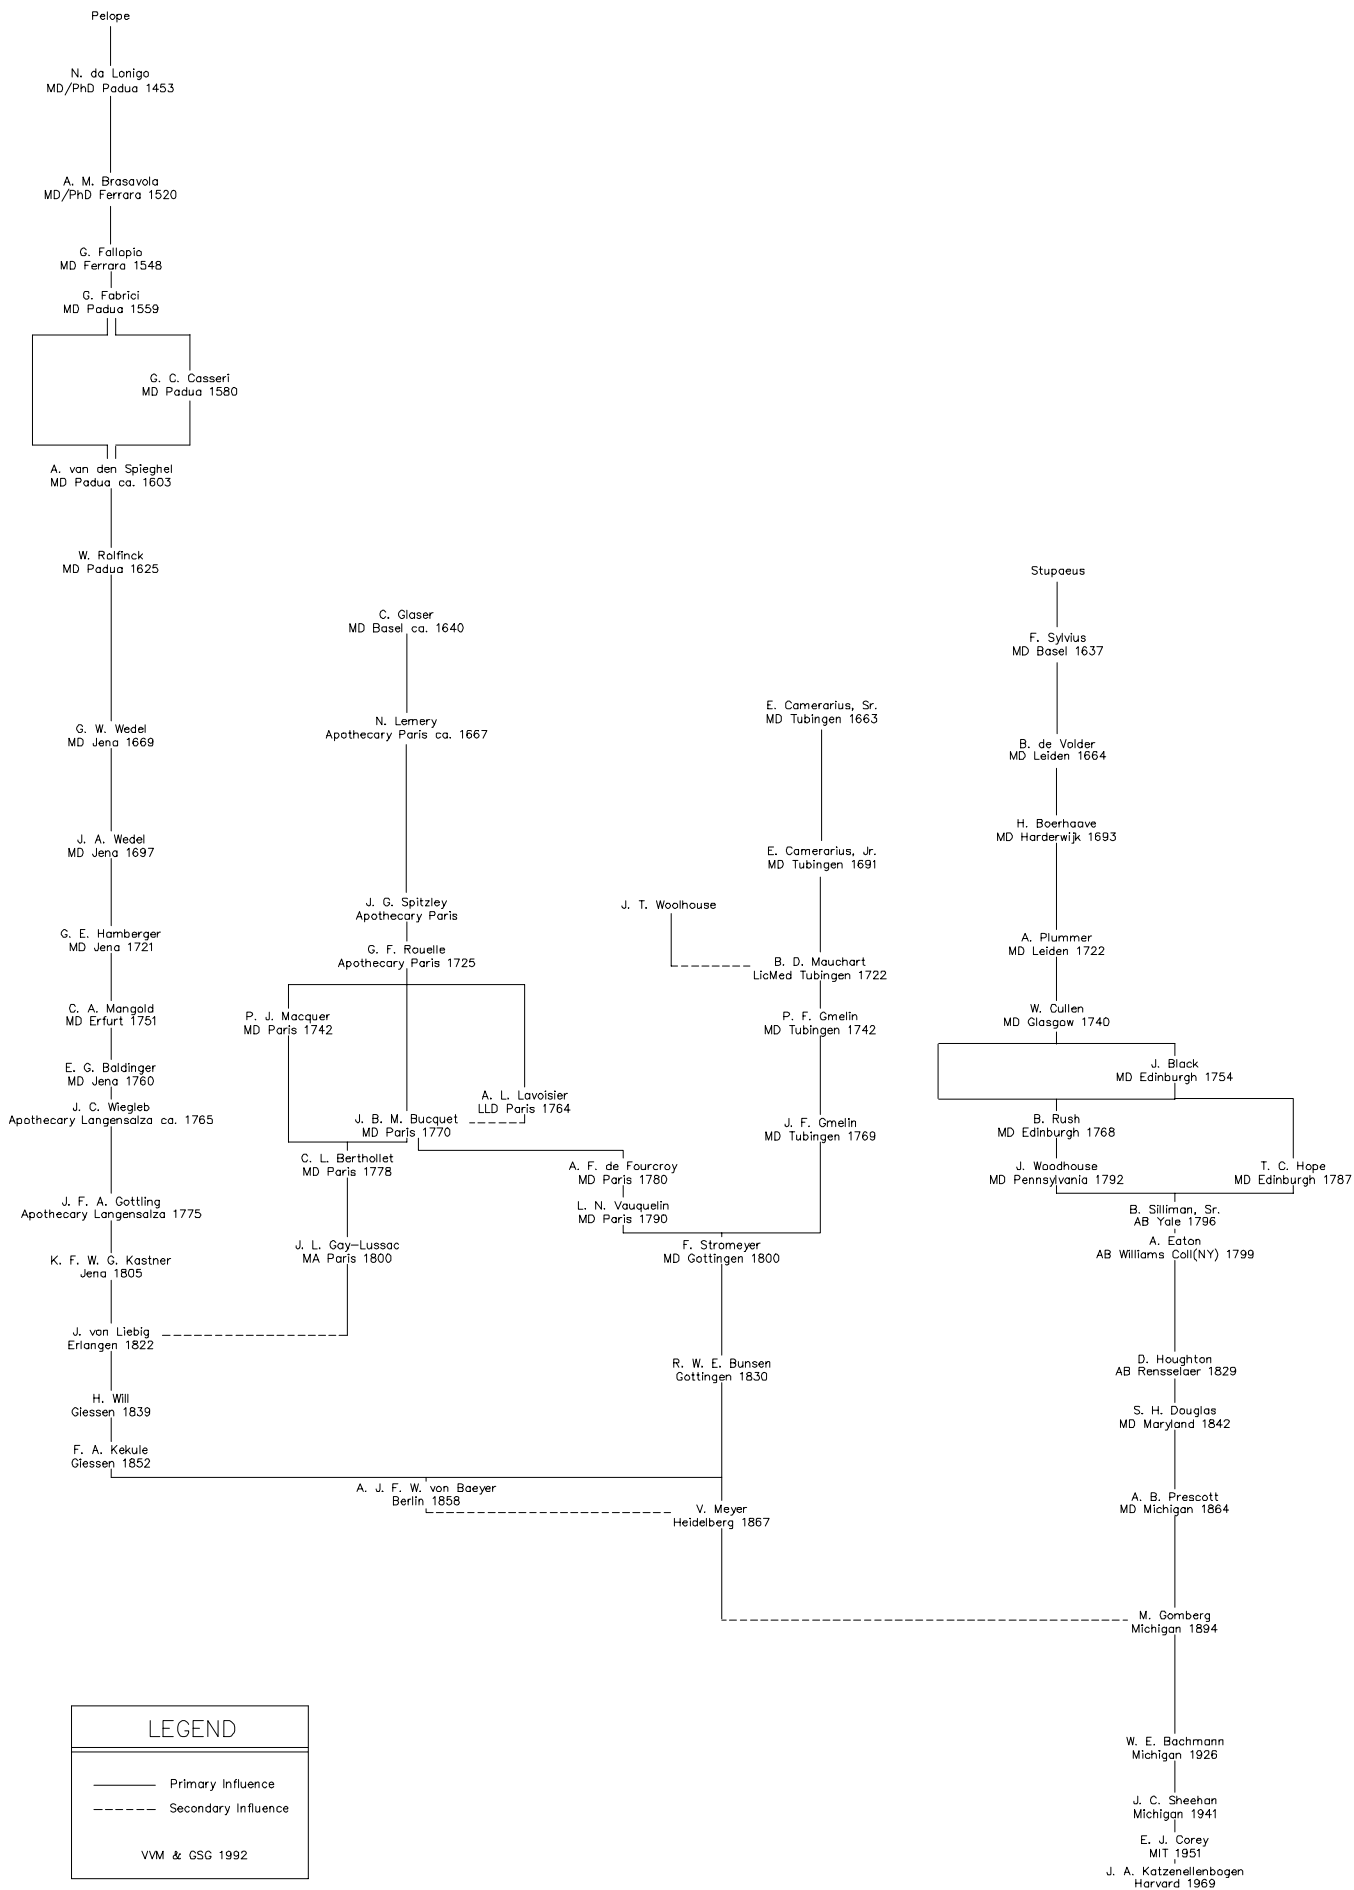 Pelope
N. da Lonigo
MD/PhD Padua 1453
A. M. Brasavola
MD/PhD Ferrara 1520
G. Fallopio
MD Ferrara 1548
G. Fabrici
MD Padua 1559
G. C. Casseri
MD Padua 1580
A. van den Spieghel
MD Padua ca. 1603
W. Rolfinck
MD Padua 1625
G. W. Wedel
MD Jena 1669
J. A. Wedel
MD Jena 1697
G. E. Hamberger
MD Jena 1721
C. A. Mangold
MD Erfurt 1751
E. G. Baldinger
MD Jena 1760
J. C. Wiegleb
Apothecary Langensalza ca. 1765
J. F. A. Gottling
Apothecary Langensalza 1775
K. F. W. G. Kastner
Jena 1805
J. von Liebig
Erlangen 1822
H. Will
Giessen 1839
F. A. Kekule
Giessen 1852
C. Glaser
MD Basel ca. 1640
N. Lemery
Apothecary Paris ca. 1667
J. G. Spitzley
Apothecary Paris
G. F. Rouelle
Apothecary Paris 1725
P. J. Macquer
MD Paris 1742
A. L. Lavoisier
LLD Paris 1764
J. B. M. Bucquet
MD Paris 1770
C. L. Berthollet
MD Paris 1778
J. L. Gay-Lussac
MA Paris 1800
A. F. de Fourcroy
MD Paris 1780
L. N. Vauquelin
MD Paris 1790
E. Camerarius, Sr.
MD Tubingen 1663
E. Camerarius, Jr.
MD Tubingen 1691
J. T. Woolhouse
B. D. Mauchart
LicMed Tubingen 1722
P. F. Gmelin
MD Tubingen 1742
J. F. Gmelin
MD Tubingen 1769
F. Stromeyer
MD Gottingen 1800
R. W. E. Bunsen
Gottingen 1830
A. J. F. W. von Baeyer
Berlin 1858
V. Meyer
Heidelberg 1867
Stupaeus
F. Sylvius
MD Basel 1637
B. de Volder
MD Leiden 1664
H. Boerhaave
MD Harderwijk 1693
A. Plummer
MD Leiden 1722
W. Cullen
MD Glasgow 1740
J. Black
MD Edinburgh 1754
B. Rush
MD Edinburgh 1768
J. Woodhouse
MD Pennsylvania 1792
T. C. Hope
MD Edinburgh 1787
B. Silliman, Sr.
AB Yale 1796
A. Eaton
AB Williams Coll(NY) 1799
D. Houghton
AB Rensselaer 1829
S. H. Douglas
MD Maryland 1842
A. B. Prescott
MD Michigan 1864
M. Gomberg
Michigan 1894
W. E. Bachmann
Michigan 1926
J. C. Sheehan
Michigan 1941
E. J. Corey
MIT 1951
J. A. Katzenellenbogen
Harvard 1969
LEGEND
Primary Influence
Secondary Influence
VVM & GSG 1992